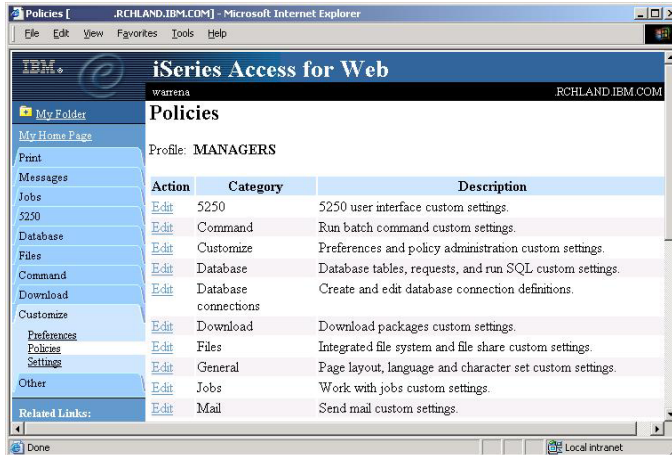 Policies [ .RCHLAND.IBM.COM] - Microsoft Internet Explorer
File Edit View Favorites Tools Help
IBM. iSeries Access for Web
warrena .RCHLAND.IBM.COM
My Folder
My Home Page
Print
Messages
Jobs
5250
Database
Files
Command
Download
Customize
Preferences
Policies
Settings
Other
Related Links:
Policies
Profile: MANAGERS
Action Category Description
Edit 5250 5250 user interface custom settings.
Edit Command Run batch command custom settings.
Edit Customize Preferences and policy administration custom settings.
Edit Database Database tables, requests, and run SQL custom settings.
Edit Database connections Create and edit database connection definitions.
Edit Download Download packages custom settings.
Edit Files Integrated file system and file share custom settings.
Edit General Page layout, language and character set custom settings.
Edit Jobs Work with jobs custom settings.
Edit Mail Send mail custom settings.
Done Local intranet